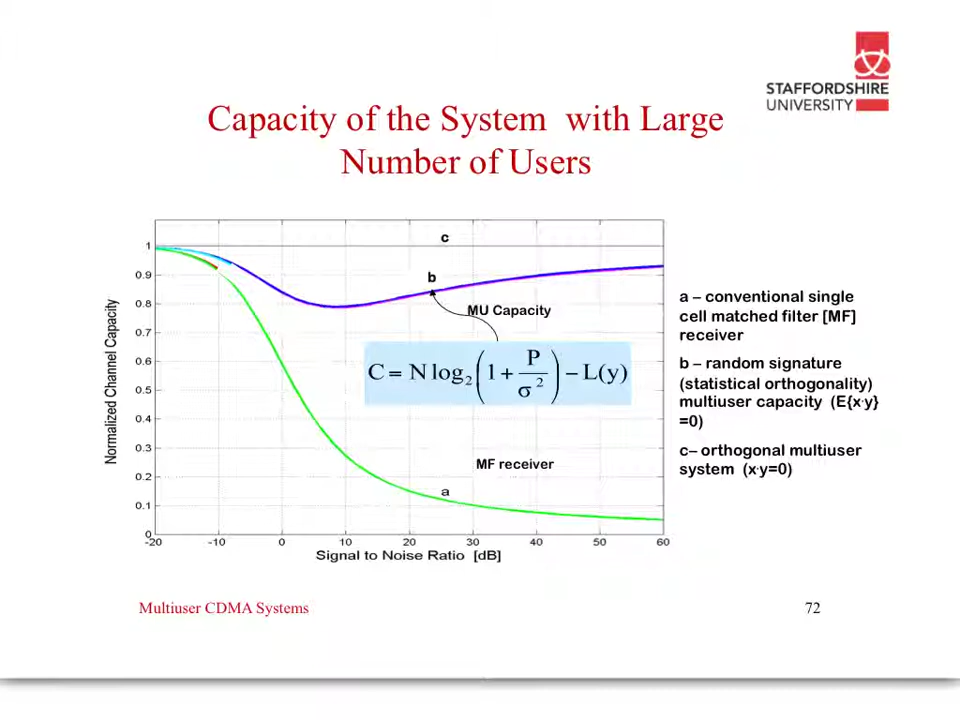 STAFFORDSHIRE
UNIVERSITY
Capacity of the System with Large
Number of Users
c
1
b
0.9
0.8
MU Capacity
0.7
0.6
0.5
0.4
0.3
0.2
0.1
0
Normalized Channel Capacity
C = N log₂(1 + P/σ²) − L(y)
MF receiver
a
-20 -10 0 10 20 30 40 50 60
Signal to Noise Ratio [dB]
a – conventional single
cell matched filter [MF]
receiver
b – random signature
(statistical orthogonality)
multiuser capacity (E{x·y}
=0)
c– orthogonal multiuser
system (x·y=0)
Multiuser CDMA Systems
72